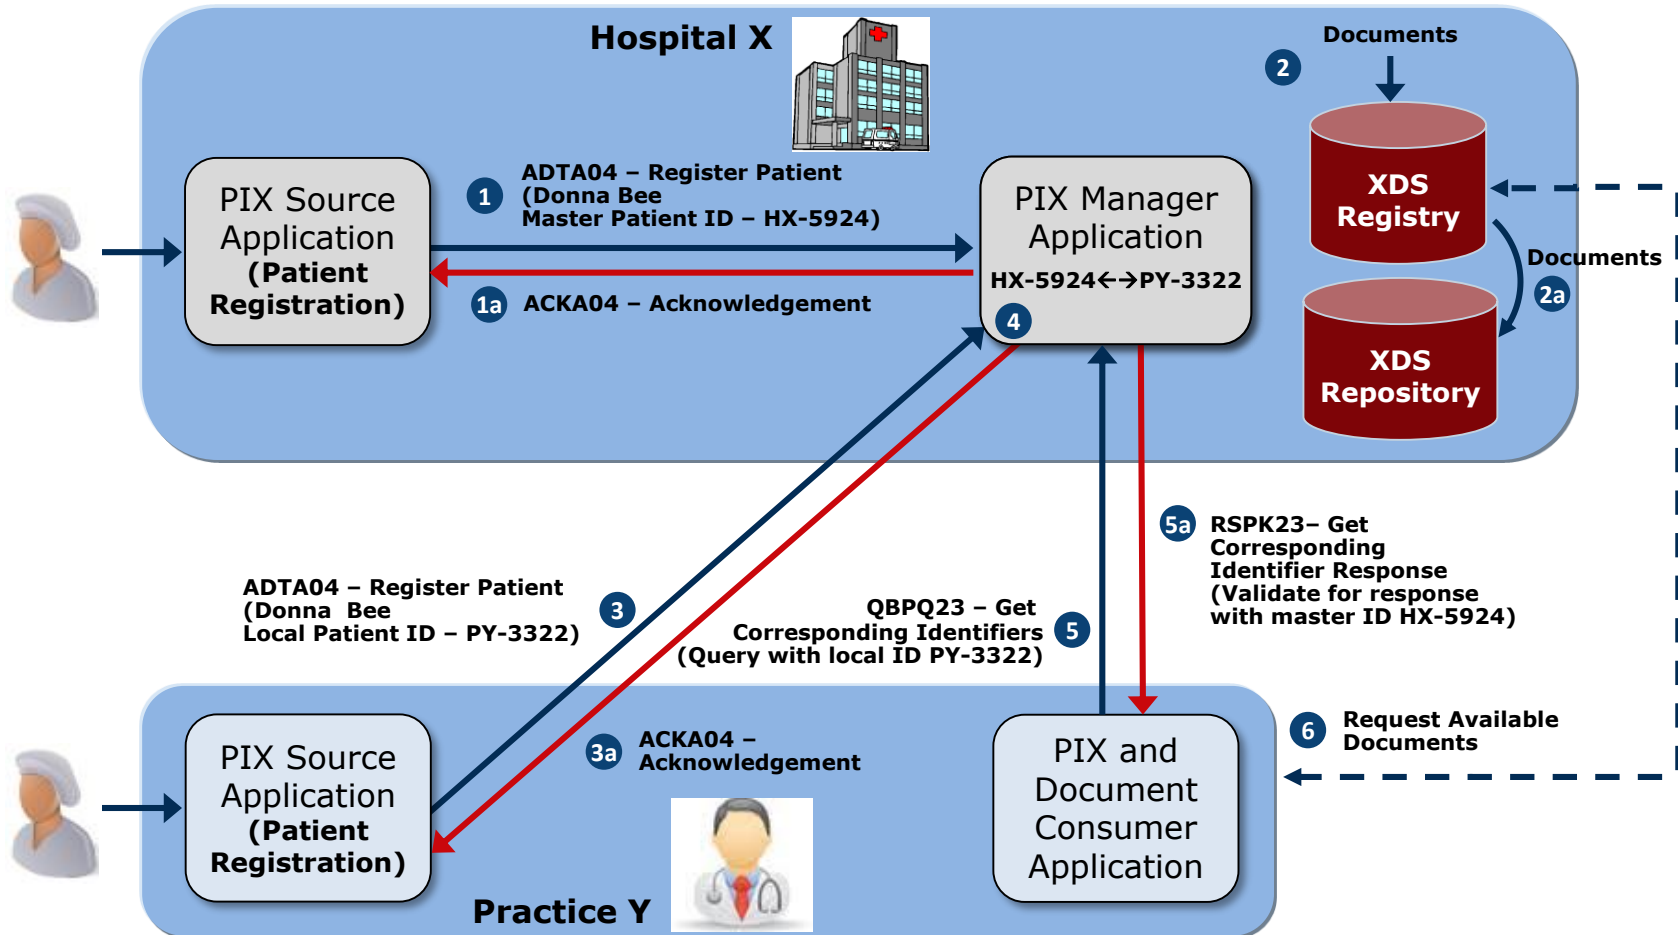 Hospital X
Documents
2
XDS
Registry
Documents
2a
XDS
Repository
PIX Source
Application
(Patient
Registration)
1
ADTA04 – Register Patient
(Donna Bee
Master Patient ID – HX-5924)
1a
ACKA04 – Acknowledgement
PIX Manager
Application
HX-5924←→PY-3322
4
ADTA04 – Register Patient
(Donna  Bee
Local Patient ID – PY-3322)
3
QBPQ23 – Get
Corresponding Identifiers
(Query with local ID PY-3322)
5
5a
RSPK23– Get
Corresponding
Identifier Response
(Validate for response
with master ID HX-5924)
PIX Source
Application
(Patient
Registration)
3a
ACKA04 –
Acknowledgement
PIX and
Document
Consumer
Application
6
Request Available
Documents
Practice Y